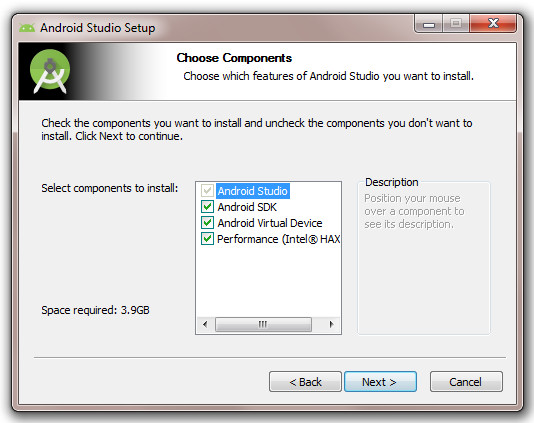 Android Studio Setup
Choose Components
Choose which features of Android Studio you want to install.
Check the components you want to install and uncheck the components you don't want to
install. Click Next to continue.
Select components to install:
Android Studio
Android SDK
Android Virtual Device
Performance (Intel® HAX
Description
Position your mouse
over a component to
see its description.
Space required: 3.9GB
< Back
Next >
Cancel